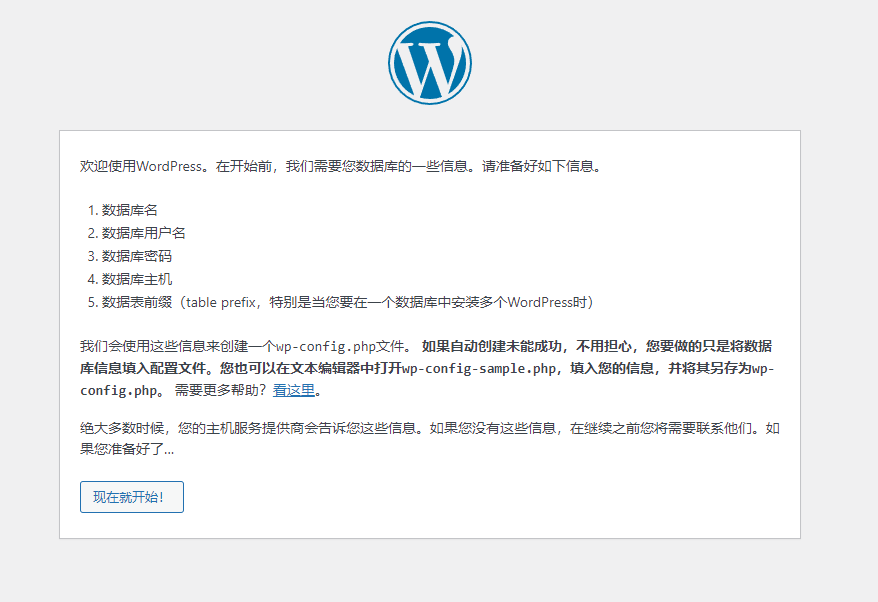 欢迎使用WordPress。在开始前，我们需要您数据库的一些信息。请准备好如下信息。
1. 数据库名
2. 数据库用户名
3. 数据库密码
4. 数据库主机
5. 数据表前缀（table prefix，特别是当您要在一个数据库中安装多个WordPress时）
我们会使用这些信息来创建一个wp-config.php文件。 如果自动创建未能成功，不用担心，您要做的只是将数据
库信息填入配置文件。您也可以在文本编辑器中打开wp-config-sample.php，填入您的信息，并将其另存为wp-
config.php。 需要更多帮助？看这里。
绝大多数时候，您的主机服务提供商会告诉您这些信息。如果您没有这些信息，在继续之前您将需要联系他们。如
果您准备好了...
现在就开始！